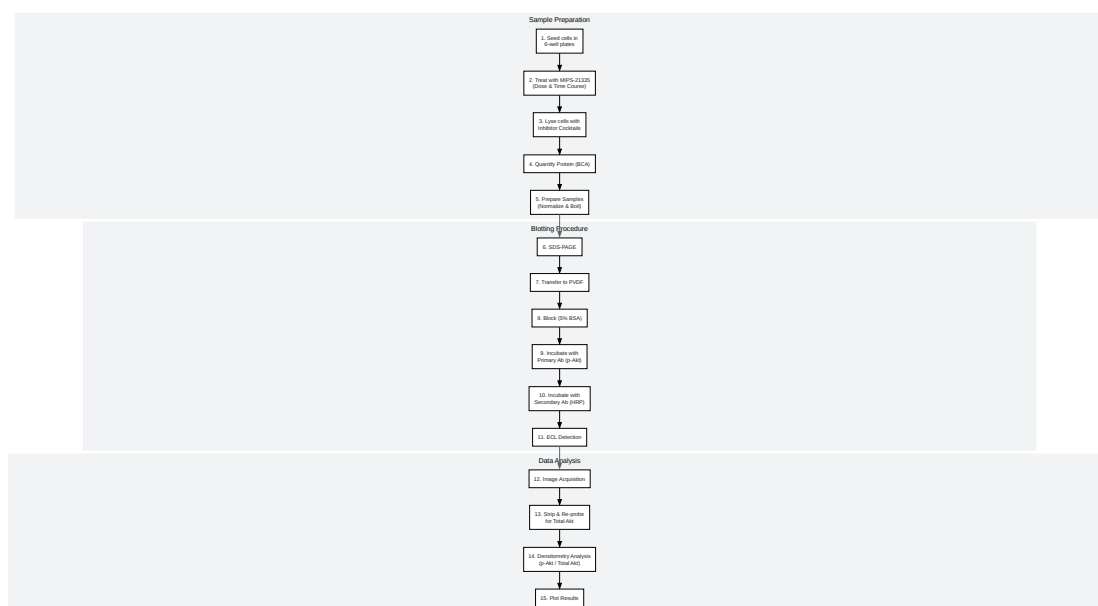 Sample Preparation
1. Seed cells in
6-well plates
2. Treat with MIPS-21335
(Dose & Time Course)
3. Lyse cells with
Inhibitor Cocktails
4. Quantify Protein (BCA)
5. Prepare Samples
(Normalize & Boil)
Blotting Procedure
6. SDS-PAGE
7. Transfer to PVDF
8. Block (5% BSA)
9. Incubate with
Primary Ab (p-Akt)
10. Incubate with
Secondary Ab (HRP)
11. ECL Detection
Data Analysis
12. Image Acquisition
13. Strip & Re-probe
for Total Akt
14. Densitometry Analysis
(p-Akt / Total Akt)
15. Plot Results